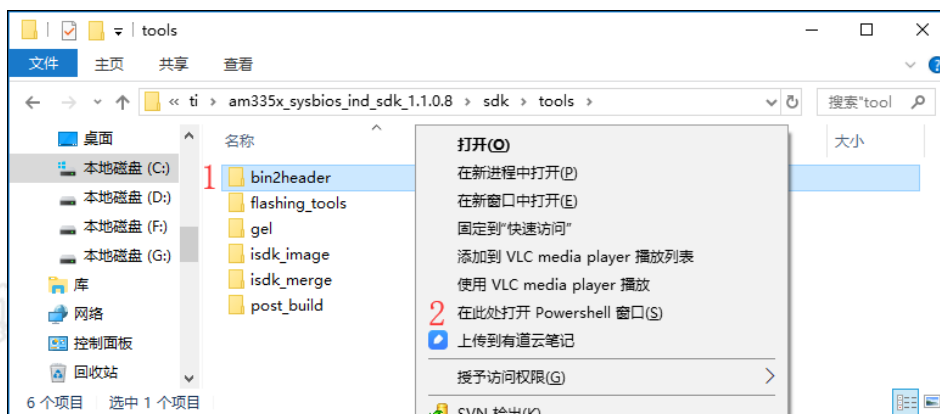 tools
文件 主页 共享 查看
« ti › am335x_sysbios_ind_sdk_1.1.0.8 › sdk › tools › 搜索"tool
桌面
本地磁盘 (C:)
本地磁盘 (D:)
本地磁盘 (F:)
本地磁盘 (G:)
库
网络
控制面板
回收站
名称 大小
1 bin2header
flashing_tools
gel
isdk_image
isdk_merge
post_build
打开(O)
在新进程中打开(P)
在新窗口中打开(E)
固定到"快速访问"
添加到 VLC media player 播放列表
使用 VLC media player 播放
2 在此处打开 Powershell 窗口(S)
上传到有道云笔记
授予访问权限(G)
SVN 检出(K)
6 个项目 选中 1 个项目